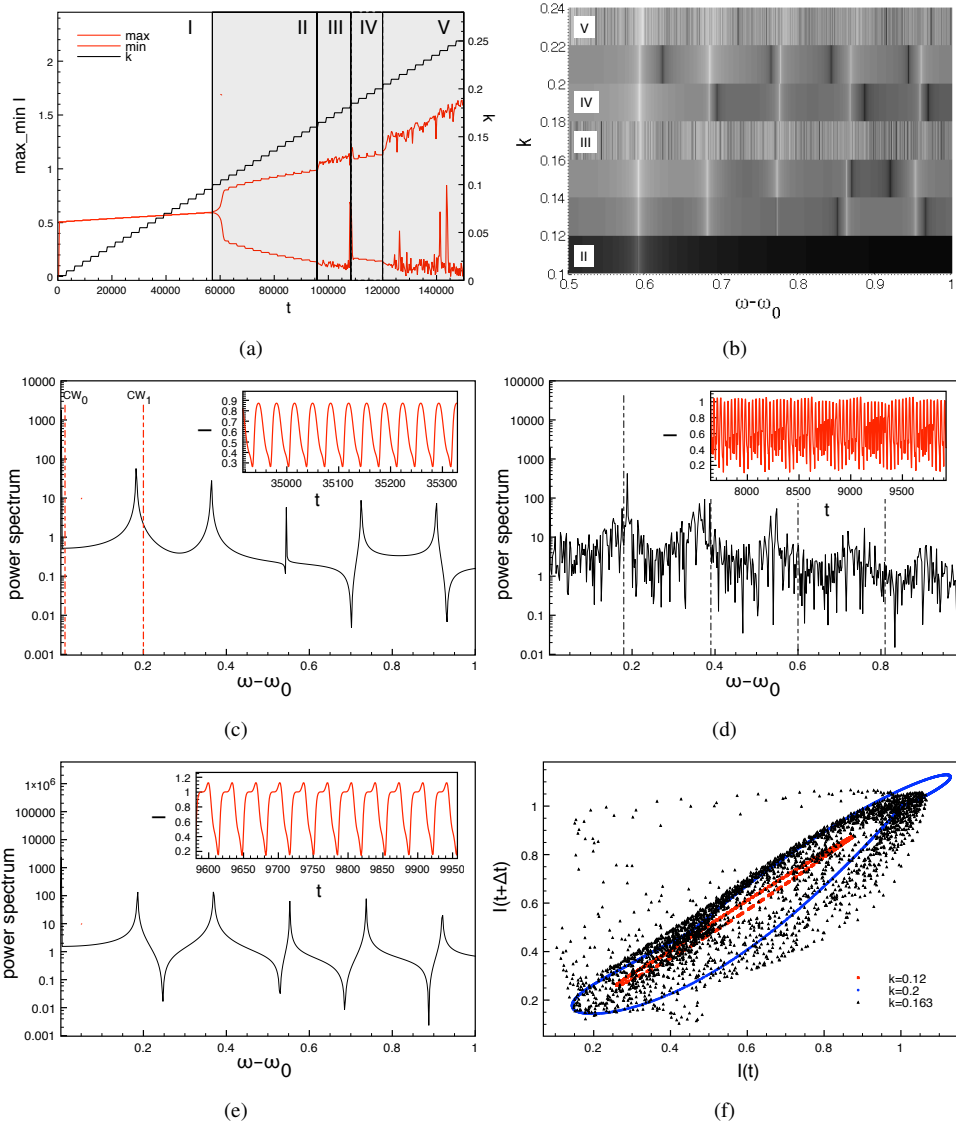 I II III IV V
max
min
k
max_min I
2
1.5
1
0.5
0
0.25
0.2
0.15
0.1
0.05
0
k
0 20000 40000 60000 80000 100000 120000 140000
t
(a)
0.24
0.22
0.2
0.18
0.16
0.14
0.12
0.1
k
V
IV
III
II
0.5 0.6 0.7 0.8 0.9 1
ω−ω0
(b)
10000
1000
100
10
1
0.1
0.01
0.001
power spectrum
CW0 CW1
0.9
0.8
0.7
0.6
0.5
0.4
0.3
I
35000 35100 35200 35300
t
0.2 0.4 0.6 0.8 1
ω−ω0
(c)
10000
1000
100
10
1
0.1
0.01
power spectrum
1
0.8
0.6
0.4
0.2
I
8000 8500 9000 9500
t
0.2 0.4 0.6 0.8
ω−ω0
(d)
1×10^6
100000
10000
1000
100
10
1
0.1
0.01
0.001
power spectrum
1.2
1
0.8
0.6
0.4
0.2
I
9600 9650 9700 9750 9800 9850 9900 9950
t
0.2 0.4 0.6 0.8 1
ω−ω0
(e)
1
0.8
0.6
0.4
0.2
I(t+Δt)
k=0.12
k=0.2
k=0.163
0.2 0.4 0.6 0.8 1
I(t)
(f)